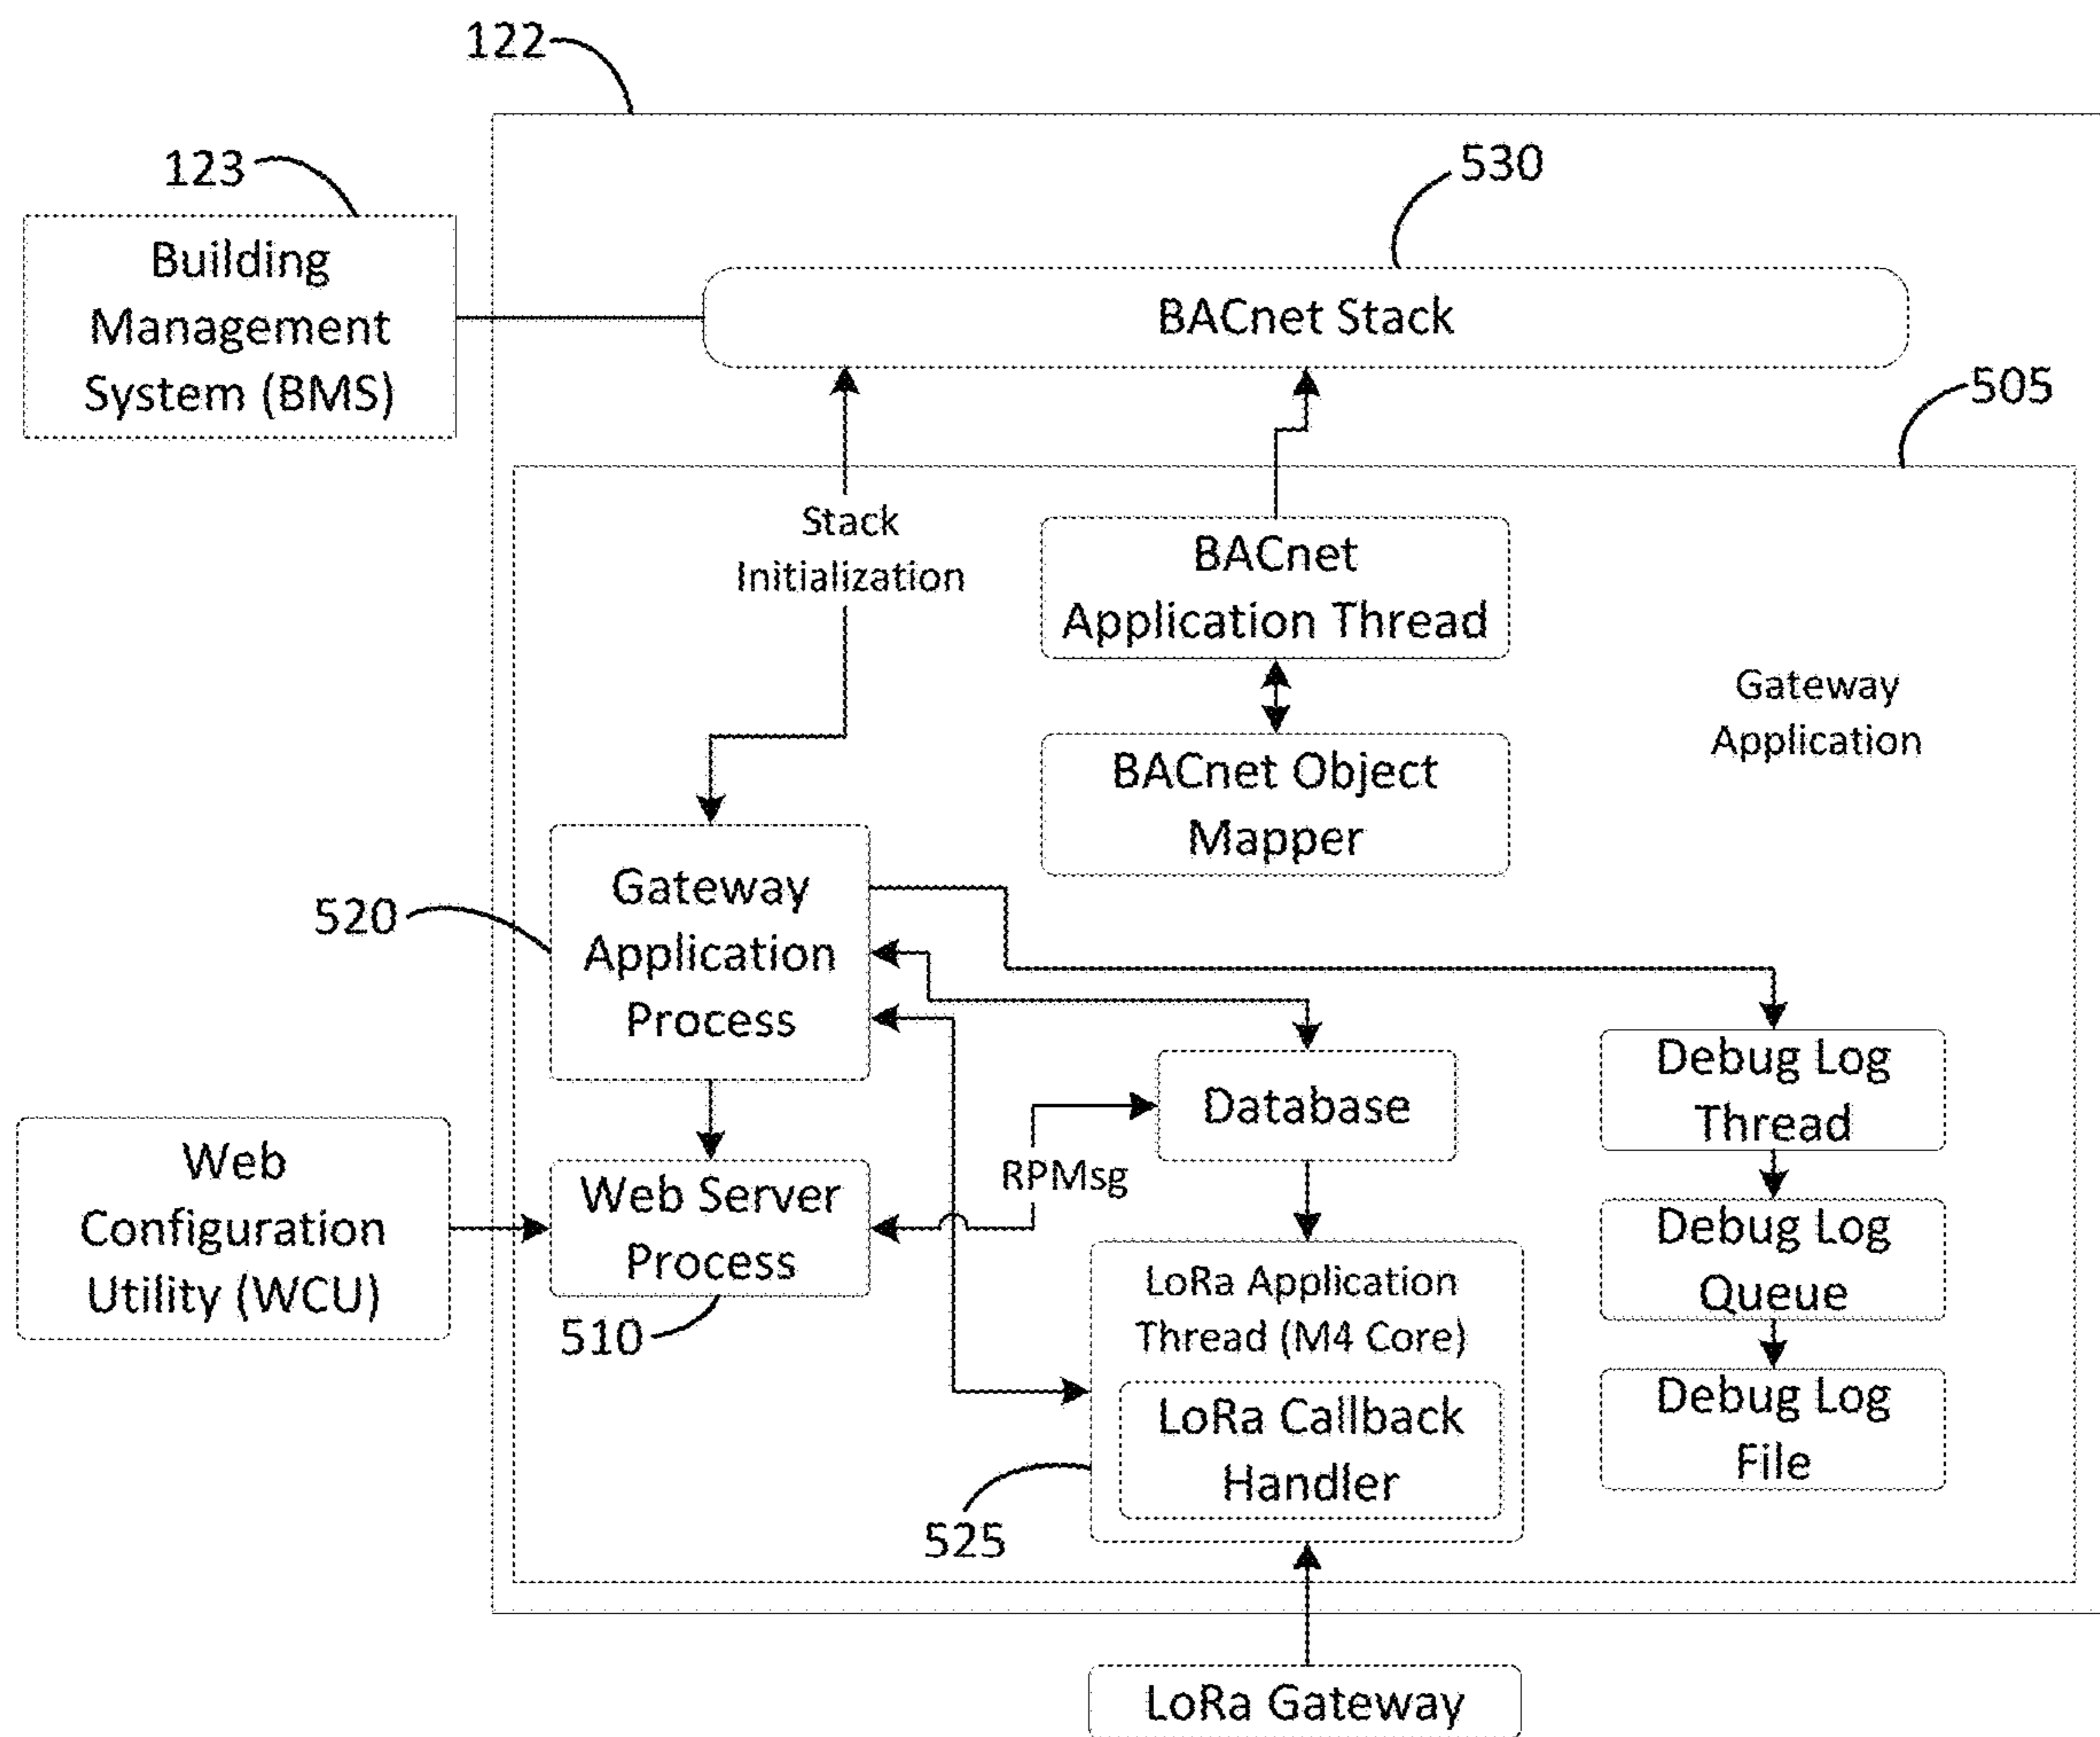 122
123
530
Building
Management
System (BMS)
BACnet Stack
505
Stack
Initialization
BACnet
Application Thread
Gateway
Application
BACnet Object
Mapper
520
Gateway
Application
Process
Database
Debug Log
Thread
Web
Configuration
Utility (WCU)
Web Server
Process
RPMsg
510
LoRa Application
Thread (M4 Core)
LoRa Callback
Handler
525
Debug Log
Queue
Debug Log
File
LoRa Gateway